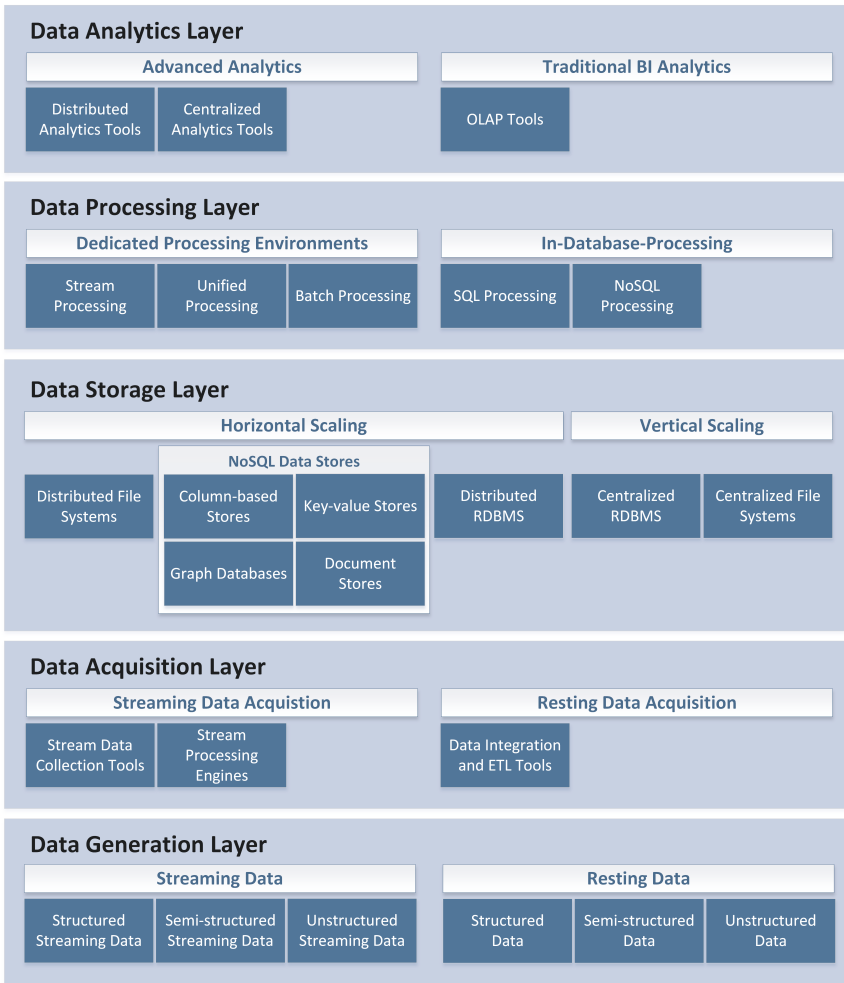 Data Analytics Layer
Advanced Analytics
Traditional BI Analytics
Distributed
Analytics Tools
Centralized
Analytics Tools
OLAP Tools
Data Processing Layer
Dedicated Processing Environments
In-Database-Processing
Stream
Processing
Unified
Processing
Batch Processing
SQL Processing
NoSQL
Processing
Data Storage Layer
Horizontal Scaling
Vertical Scaling
NoSQL Data Stores
Distributed File
Systems
Column-based
Stores
Key-value Stores
Graph Databases
Document
Stores
Distributed
RDBMS
Centralized
RDBMS
Centralized File
Systems
Data Acquisition Layer
Streaming Data Acquistion
Resting Data Acquisition
Stream Data
Collection Tools
Stream
Processing
Engines
Data Integration
and ETL Tools
Data Generation Layer
Streaming Data
Resting Data
Structured
Streaming Data
Semi-structured
Streaming Data
Unstructured
Streaming Data
Structured
Data
Semi-structured
Data
Unstructured
Data